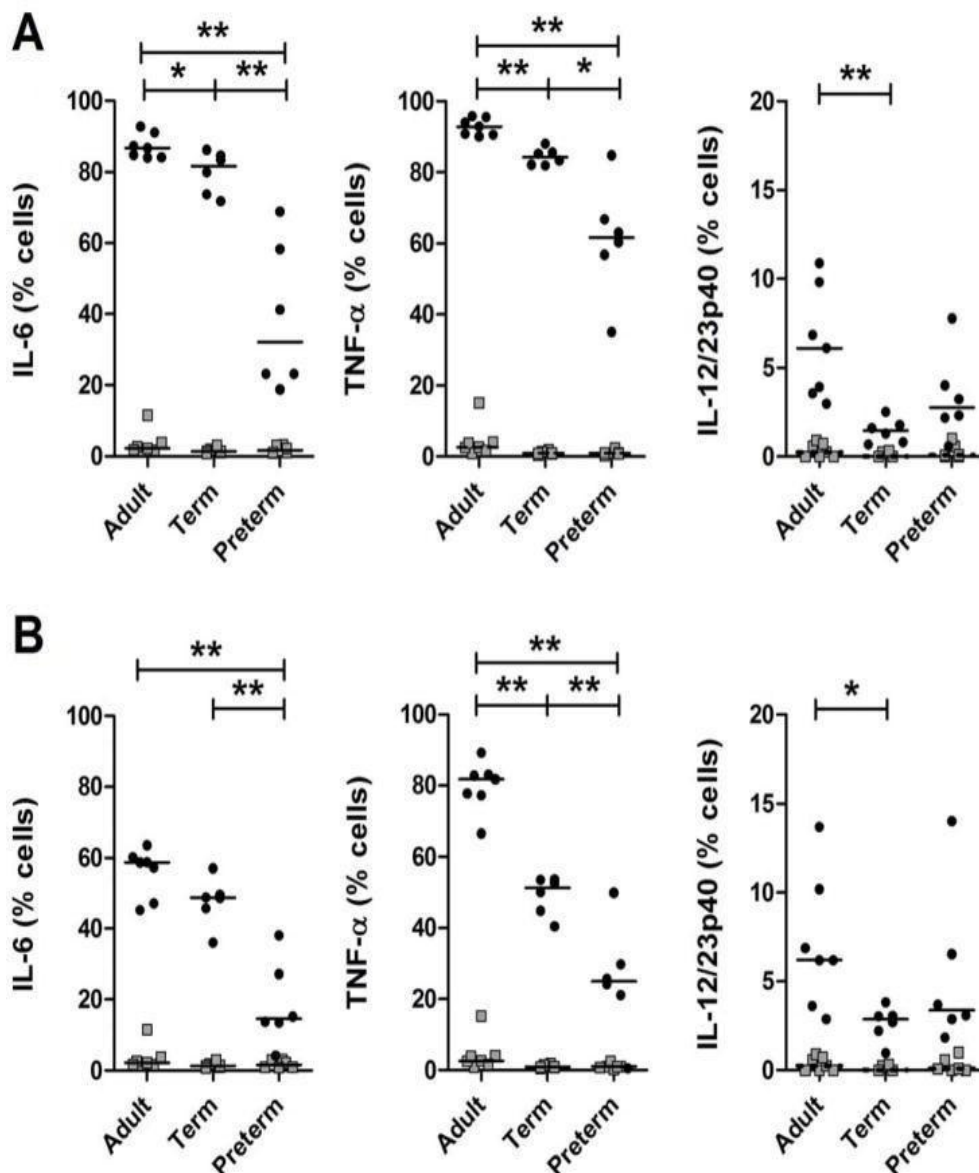 A
** ** **
* ** ** *
100 100 20
80 80 15
60 60 10
40 40 5
20 20 0
0 0
IL-6 (% cells)
TNF-α (% cells)
IL-12/23p40 (% cells)
Adult Term Preterm
Adult Term Preterm
Adult Term Preterm
B
** ** *
** ** **
100 100 20
80 80 15
60 60 10
40 40 5
20 20 0
0 0
IL-6 (% cells)
TNF-α (% cells)
IL-12/23p40 (% cells)
Adult Term Preterm
Adult Term Preterm
Adult Term Preterm